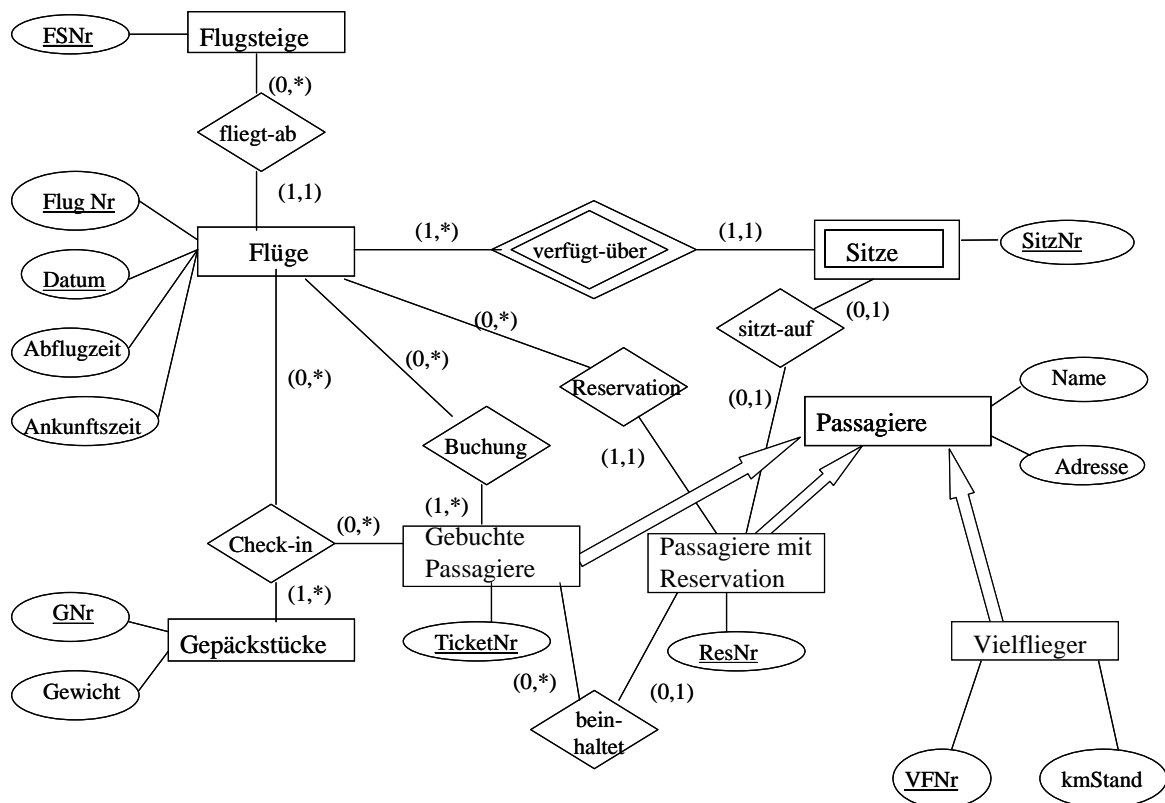 FSNr
Flugsteige
(0,*)
fliegt-ab
(1,1)
Flug Nr
Flüge
(1,*)
verfügt-über
(1,1)
Sitze
SitzNr
Datum
Abflugzeit
Ankunftszeit
(0,*)
(0,*)
(0,*)
Reservation
sitzt-auf
(0,1)
(0,1)
Passagiere
Name
Adresse
Buchung
(1,1)
(1,*)
Check-in
(0,*)
Gebuchte
Passagiere
Passagiere mit
Reservation
(1,*)
GNr
Gepäckstücke
Gewicht
TicketNr
ResNr
Vielflieger
(0,*)
(0,1)
bein-
haltet
VFNr
kmStand